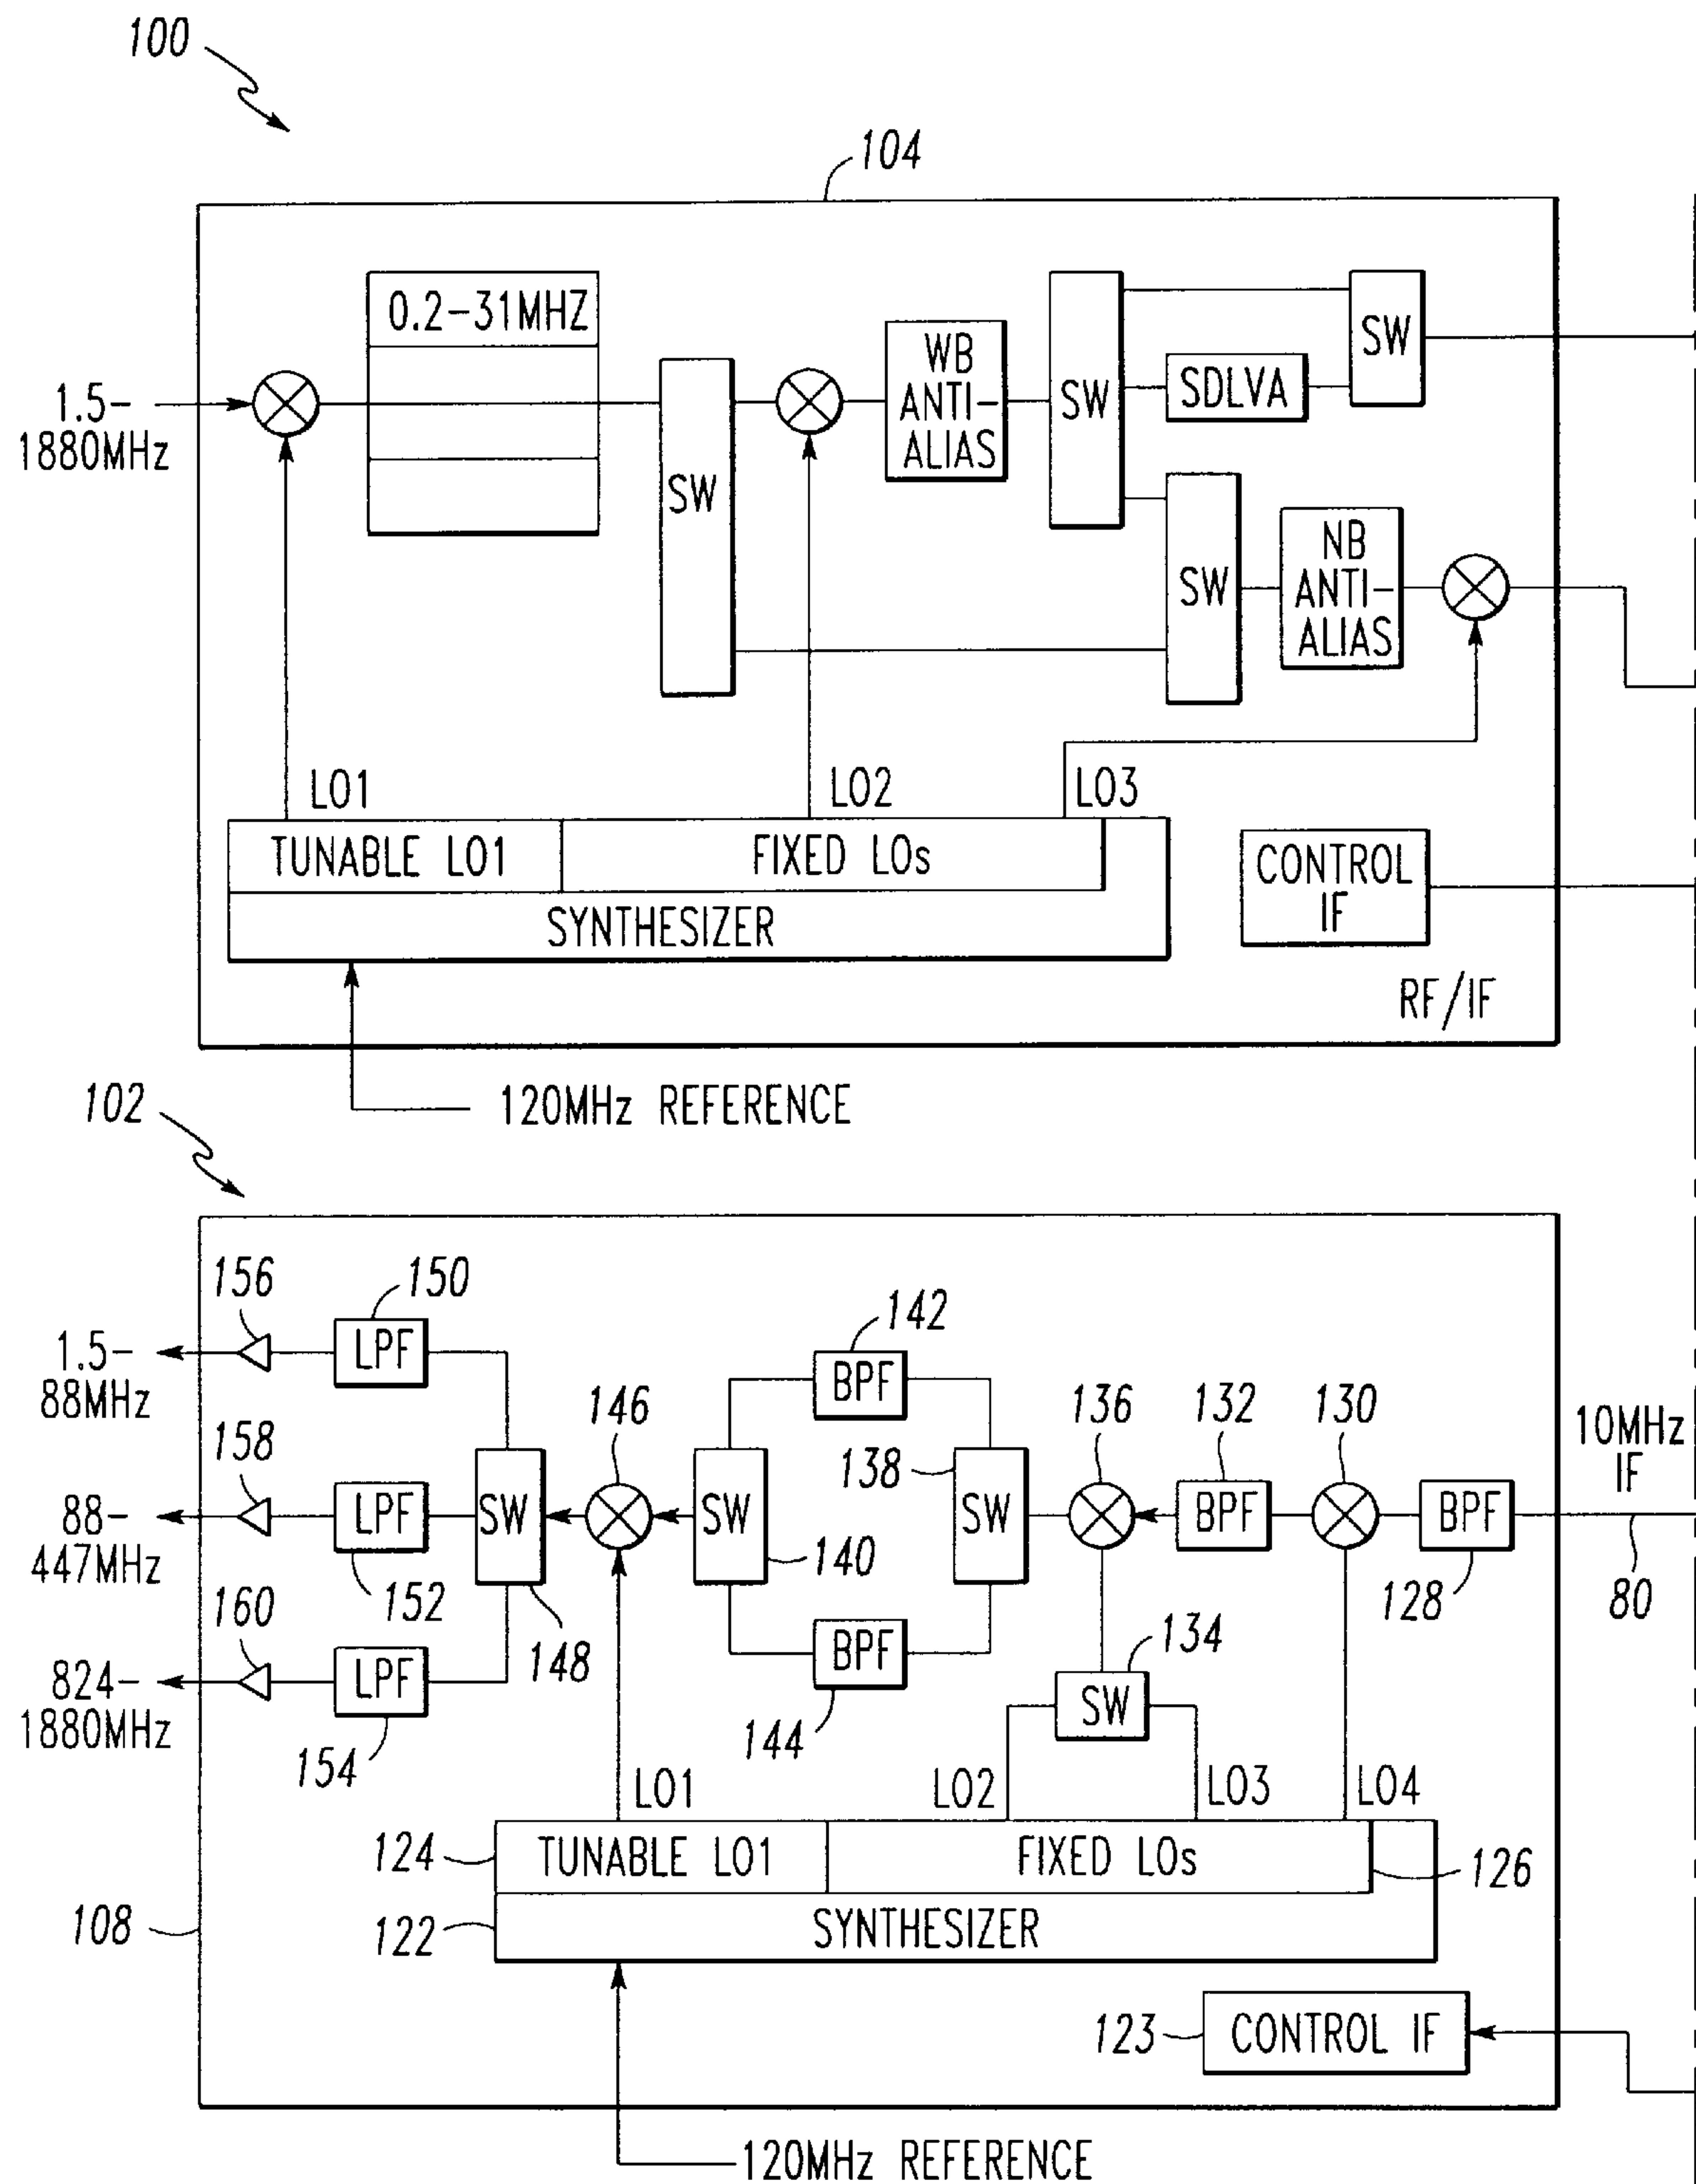 100
104
0.2-31MHZ
1.5-
1880MHz
SW
WB
ANTI-
ALIAS
SW
SDLVA
SW
SW
NB
ANTI-
ALIAS
LO1
LO2
LO3
TUNABLE LO1
FIXED LOs
SYNTHESIZER
CONTROL
IF
RF/IF
120MHz REFERENCE
102
156
150
LPF
1.5-
88MHz
142
BPF
146
136
132
130
10MHz
IF
158
138
88-
447MHz
LPF
152
SW
SW
SW
BPF
BPF
140
128
80
160
148
BPF
134
SW
824-
1880MHz
LPF
154
144
LO1
LO2
LO3
LO4
124
TUNABLE LO1
FIXED LOs
126
108
122
SYNTHESIZER
123
CONTROL IF
120MHz REFERENCE